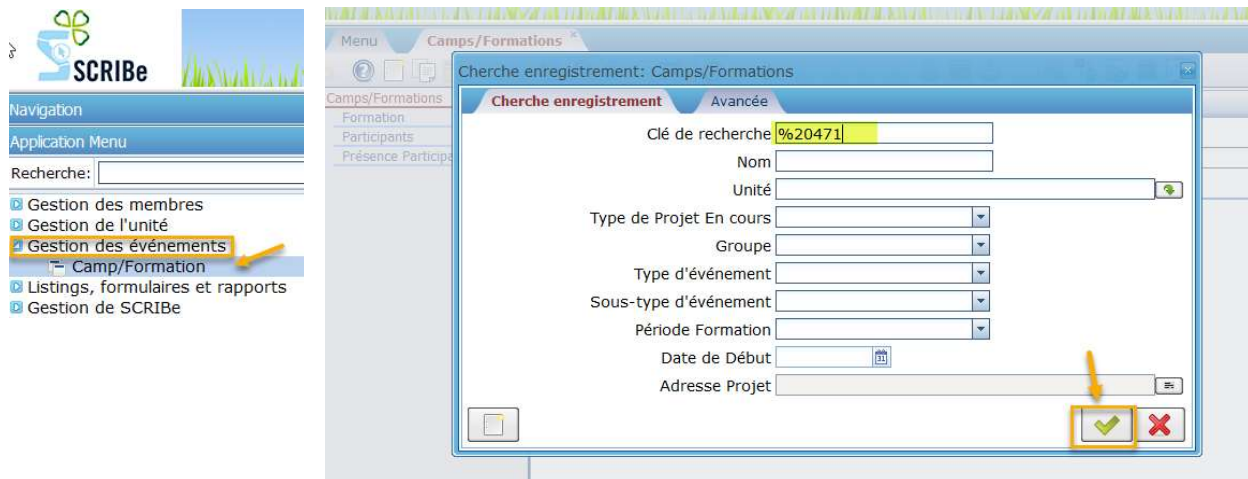 SCRIBe
Navigation
Application Menu
Recherche:
Gestion des membres
Gestion de l'unité
Gestion des événements
Camp/Formation
Listings, formulaires et rapports
Gestion de SCRIBe
Menu
Camps/Formations
Camps/Formations
Formation
Participants
Présence Particip
Cherche enregistrement: Camps/Formations
Cherche enregistrement
Avancée
Clé de recherche %20471
Nom
Unité
Type de Projet En cours
Groupe
Type d'événement
Sous-type d'événement
Période Formation
Date de Début
31
Adresse Projet